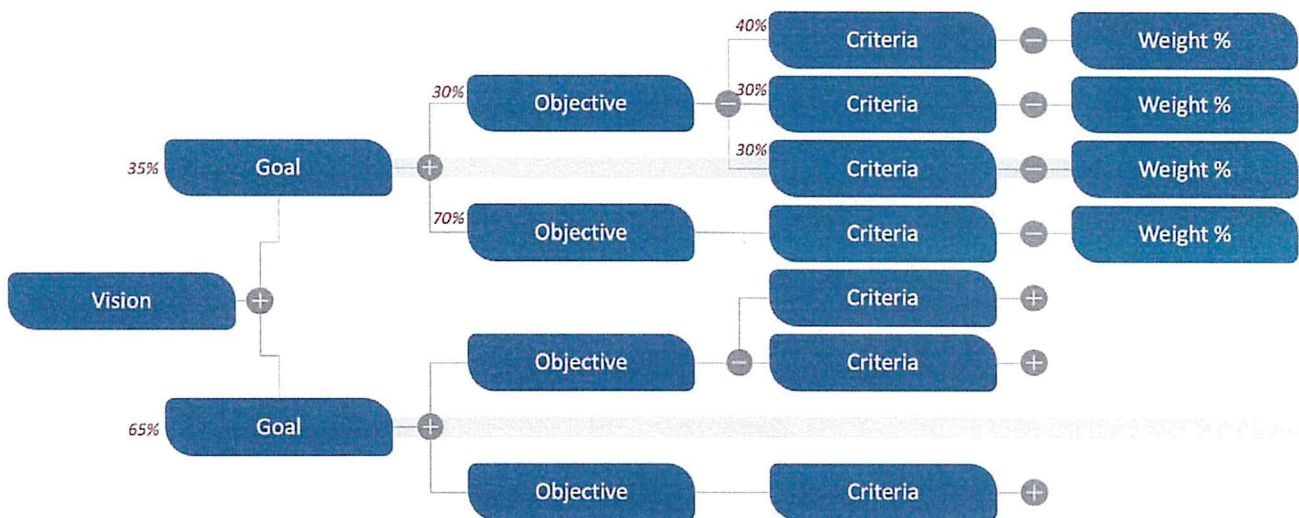 40%
Criteria
Weight %
30%
Objective
30%
Criteria
Weight %
35%
Goal
30%
Criteria
Weight %
70%
Objective
Criteria
Weight %
Vision
Criteria
Objective
Criteria
65%
Goal
Objective
Criteria